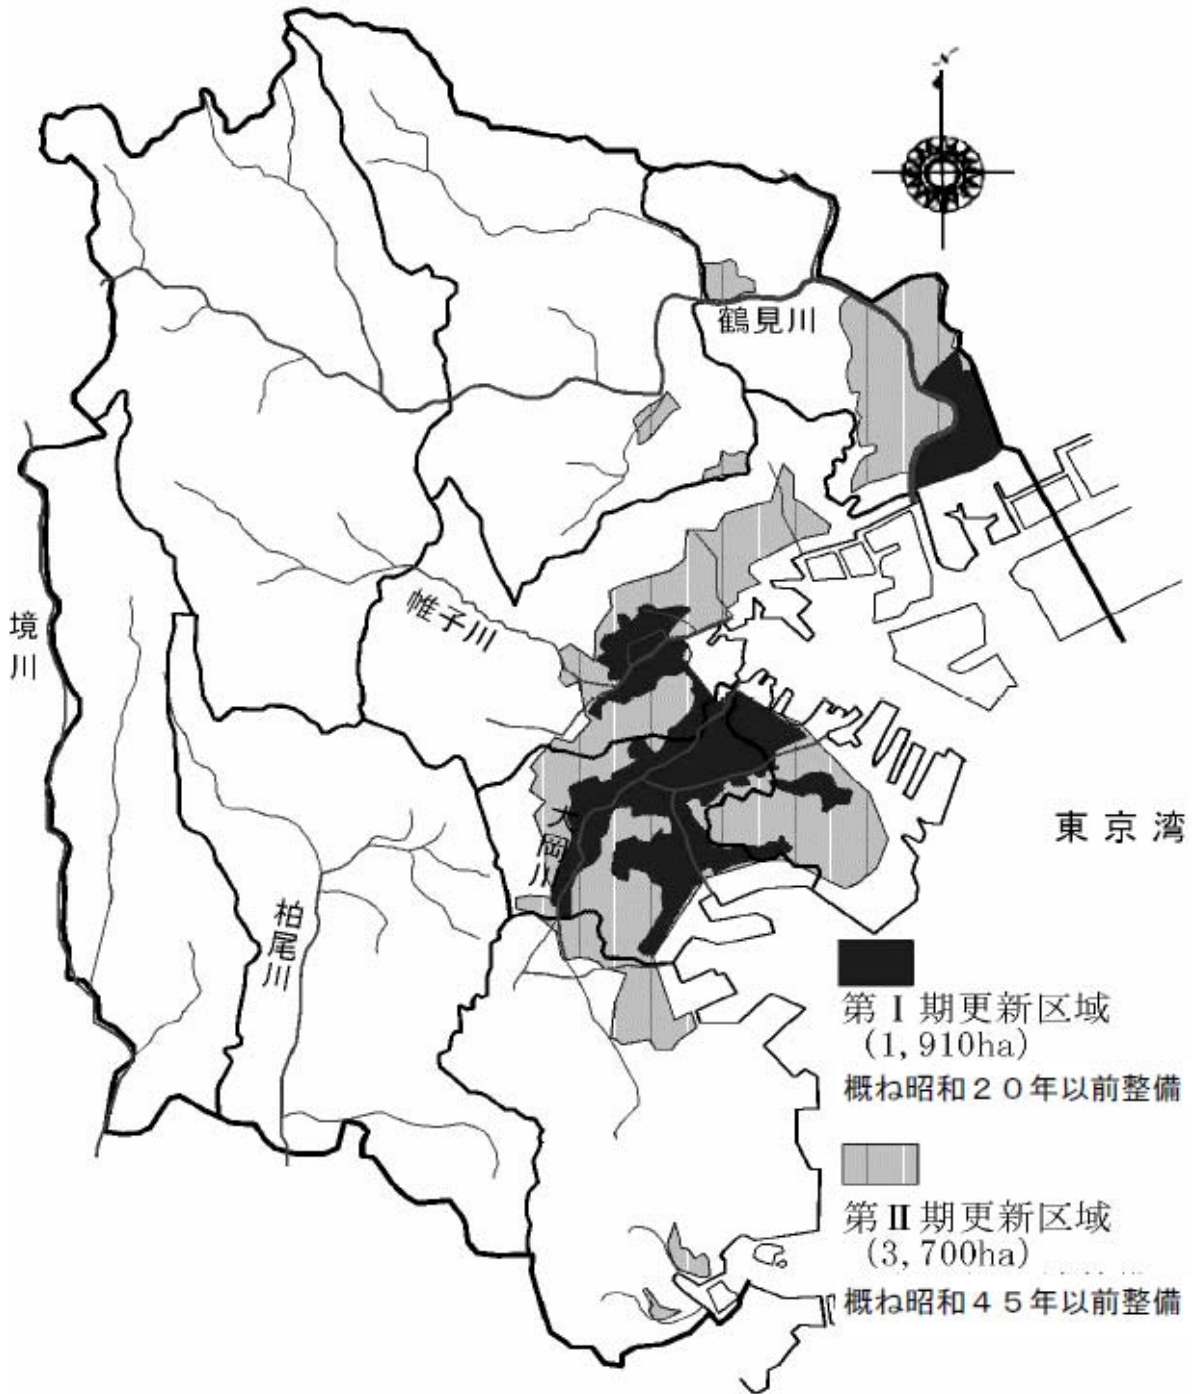 鶴見川
帷子川
境川
大岡川
東京湾
柏尾川
第Ⅰ期更新区域
(1,910ha)
概ね昭和20年以前整備
第Ⅱ期更新区域
(3,700ha)
概ね昭和45年以前整備